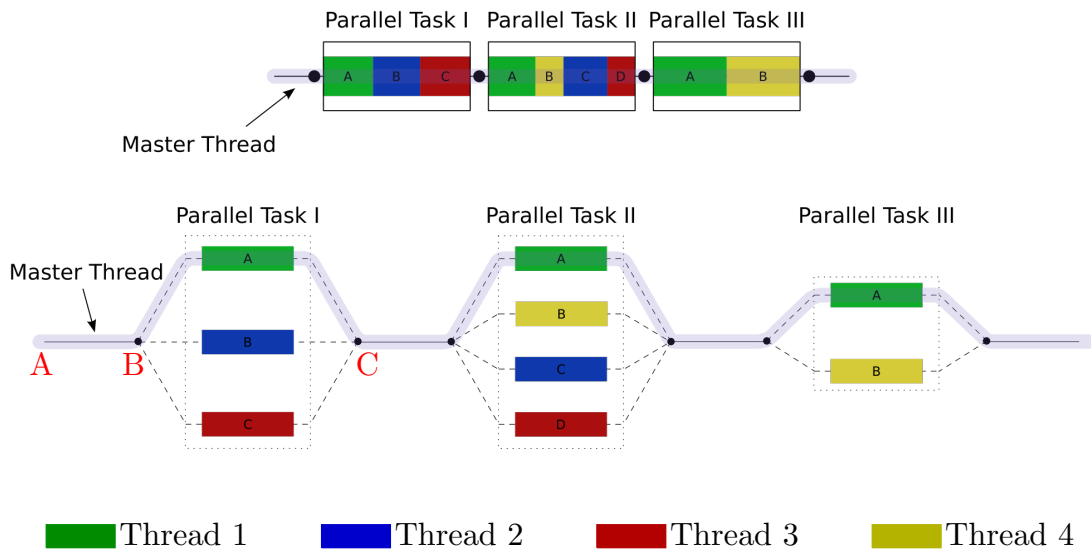 Parallel Task I Parallel Task II Parallel Task III
A B C A B C D A B
Master Thread
Parallel Task I Parallel Task II Parallel Task III
A A
Master Thread
A
B
B B
A B C
C
B
C D
Thread 1 Thread 2 Thread 3 Thread 4